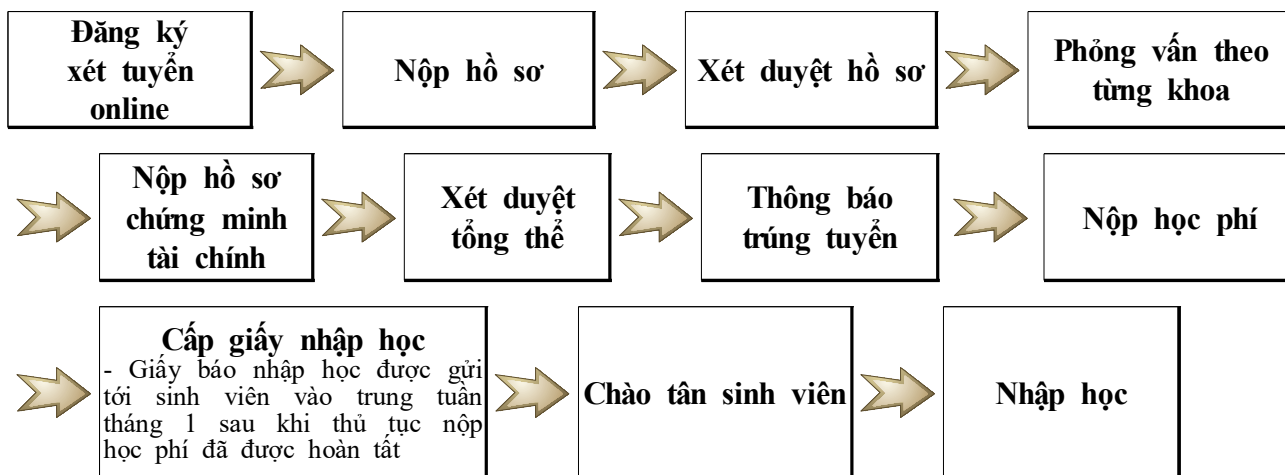 Đăng ký
xét tuyển
online
Nộp hồ sơ
Xét duyệt hồ sơ
Phỏng vấn theo
từng khoa
Nộp hồ sơ
chứng minh
tài chính
Xét duyệt
tổng thể
Thông báo
trúng tuyển
Nộp học phí
Cấp giấy nhập học
- Giấy báo nhập học được gửi
tới sinh viên vào trung tuần
tháng 1 sau khi thủ tục nộp
học phí đã được hoàn tất
Chào tân sinh viên
Nhập học